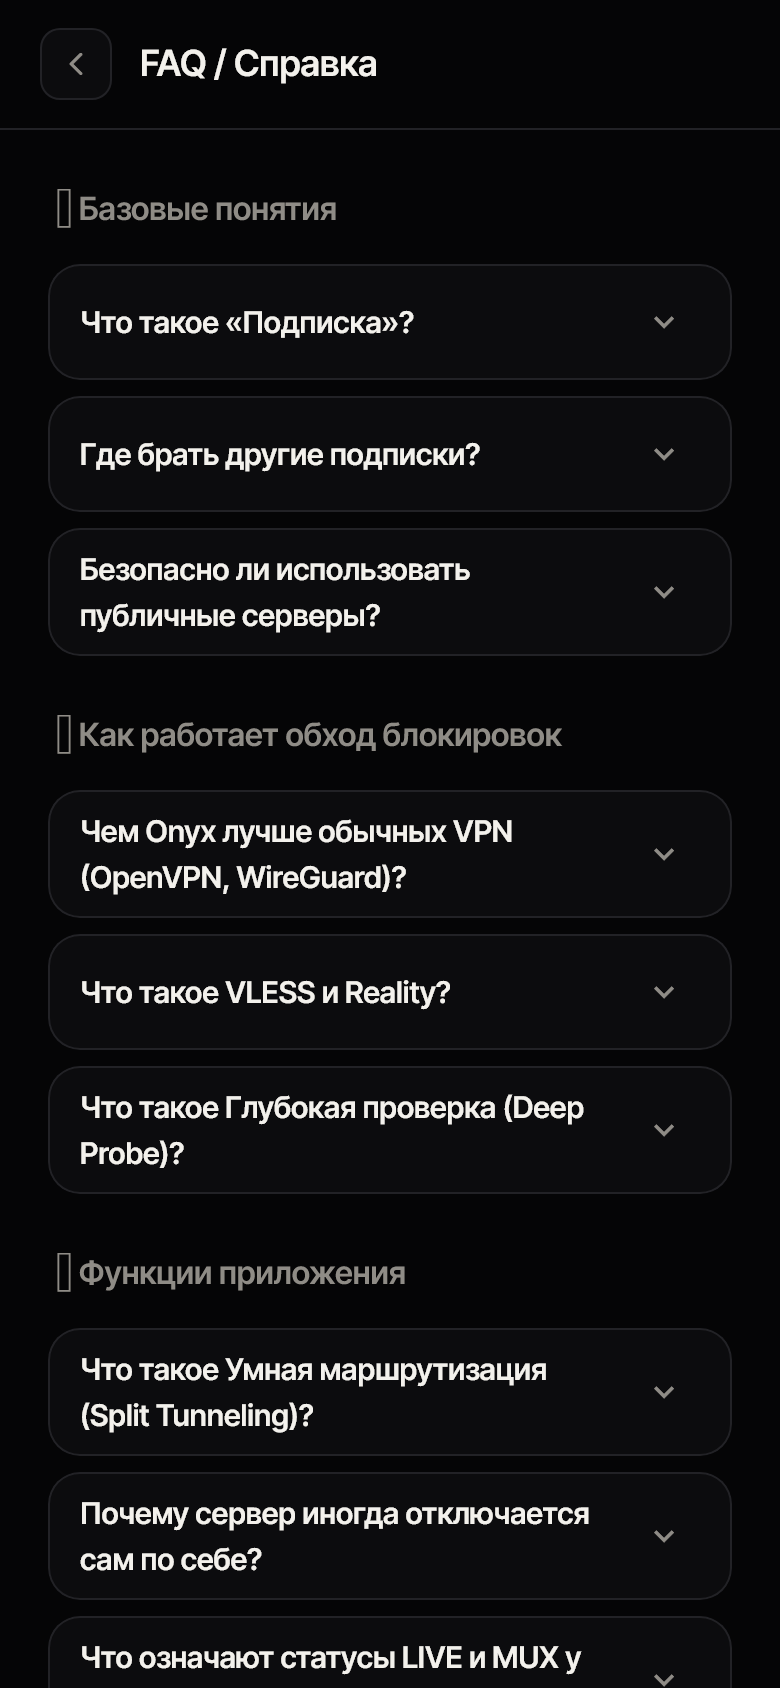 FAQ / Справка
Базовые понятия
Что такое «Подписка»?
Где брать другие подписки?
Безопасно ли использовать
публичные серверы?
Как работает обход блокировок
Чем Onyx лучше обычных VPN
(OpenVPN, WireGuard)?
Что такое VLESS и Reality?
Что такое Глубокая проверка (Deep
Probe)?
Функции приложения
Что такое Умная маршрутизация
(Split Tunneling)?
Почему сервер иногда отключается
сам по себе?
Что означают статусы LIVE и MUX у